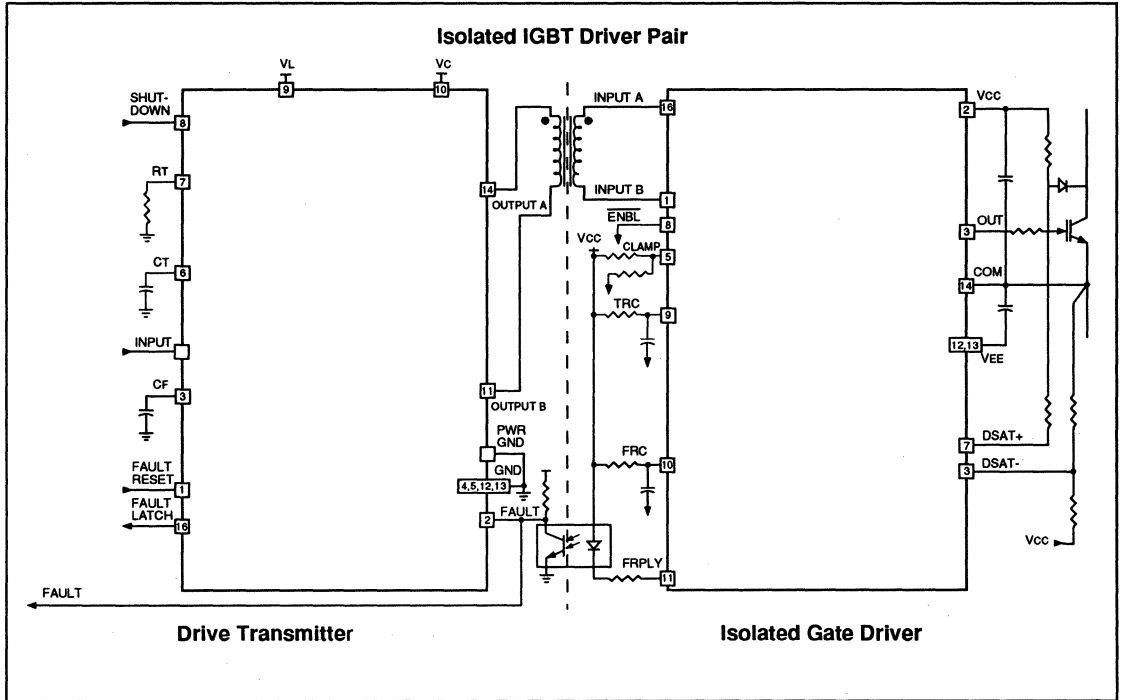 Isolated IGBT Driver Pair
VL
9
VC
10
SHUT-
DOWN
8
RT
7
CT
6
INPUT
CF
3
FAULT
RESET
1
FAULT
LATCH
16
14
OUTPUT A
11
OUTPUT B
PWR
GND
GND
4,5,12,13
2
FAULT
FAULT
Drive Transmitter
INPUT A
16
INPUT B
1
ENBL
8
VCC
CLAMP
5
TRC
9
FRC
10
FRPLY
11
2
VCC
3
OUT
14
COM
12,13
VEE
7
DSAT+
3
DSAT-
VCC
Isolated Gate Driver